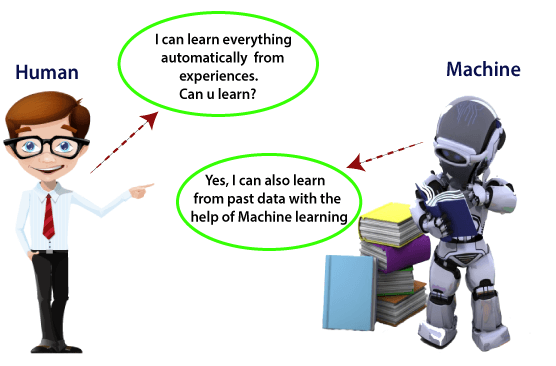 Human
I can learn everything
automatically from
experiences.
Can u learn?
Machine
Yes, I can also learn
from past data with the
help of Machine learning